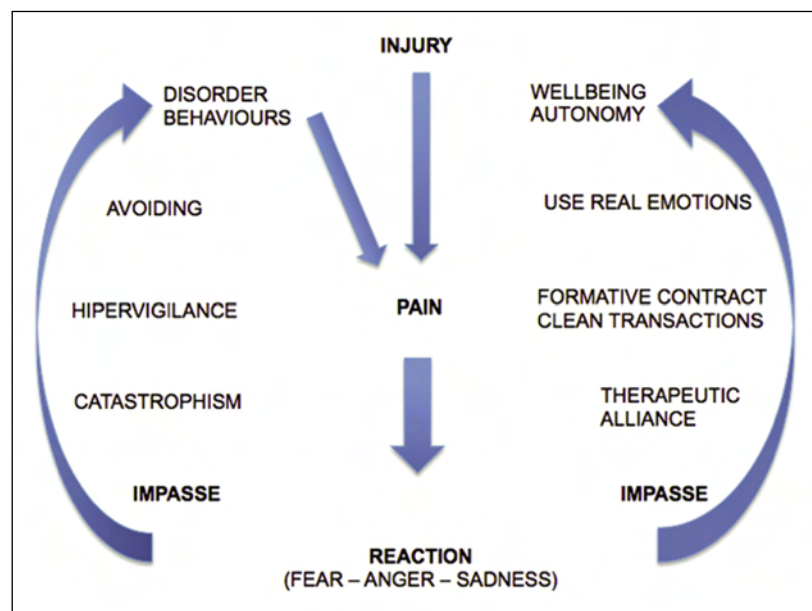 INJURY
DISORDER
BEHAVIOURS
WELLBEING
AUTONOMY
AVOIDING
USE REAL EMOTIONS
HIPERVIGILANCE
PAIN
FORMATIVE CONTRACT
CLEAN TRANSACTIONS
CATASTROPHISM
THERAPEUTIC
ALLIANCE
IMPASSE
IMPASSE
REACTION
(FEAR – ANGER – SADNESS)